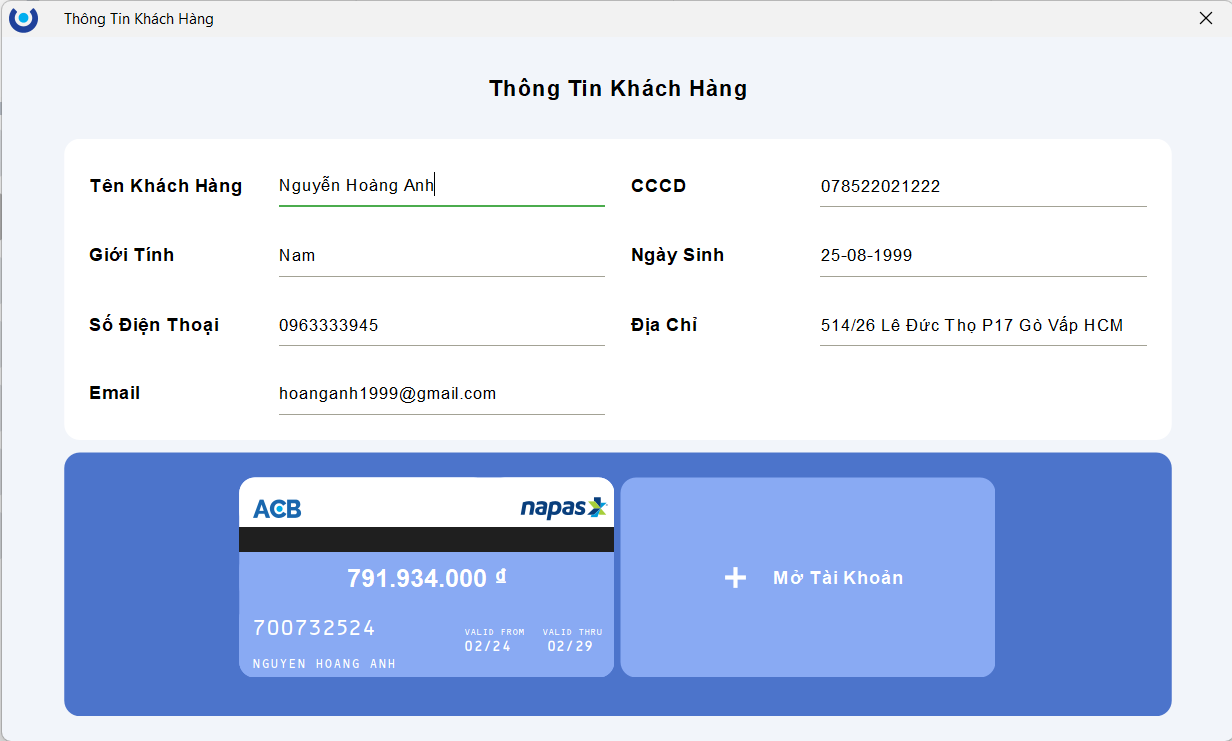 Thông Tin Khách Hàng
Thông Tin Khách Hàng
Tên Khách Hàng Nguyễn Hoàng Anh CCCD 078522021222
Giới Tính Nam Ngày Sinh 25-08-1999
Số Điện Thoại 0963333945 Địa Chỉ 514/26 Lê Đức Thọ P17 Gò Vấp HCM
Email hoanganh1999@gmail.com
ACB napas
791.934.000 ₫
+ Mở Tài Khoản
700732524
VALID FROM VALID THRU
02/24 02/29
NGUYEN HOANG ANH